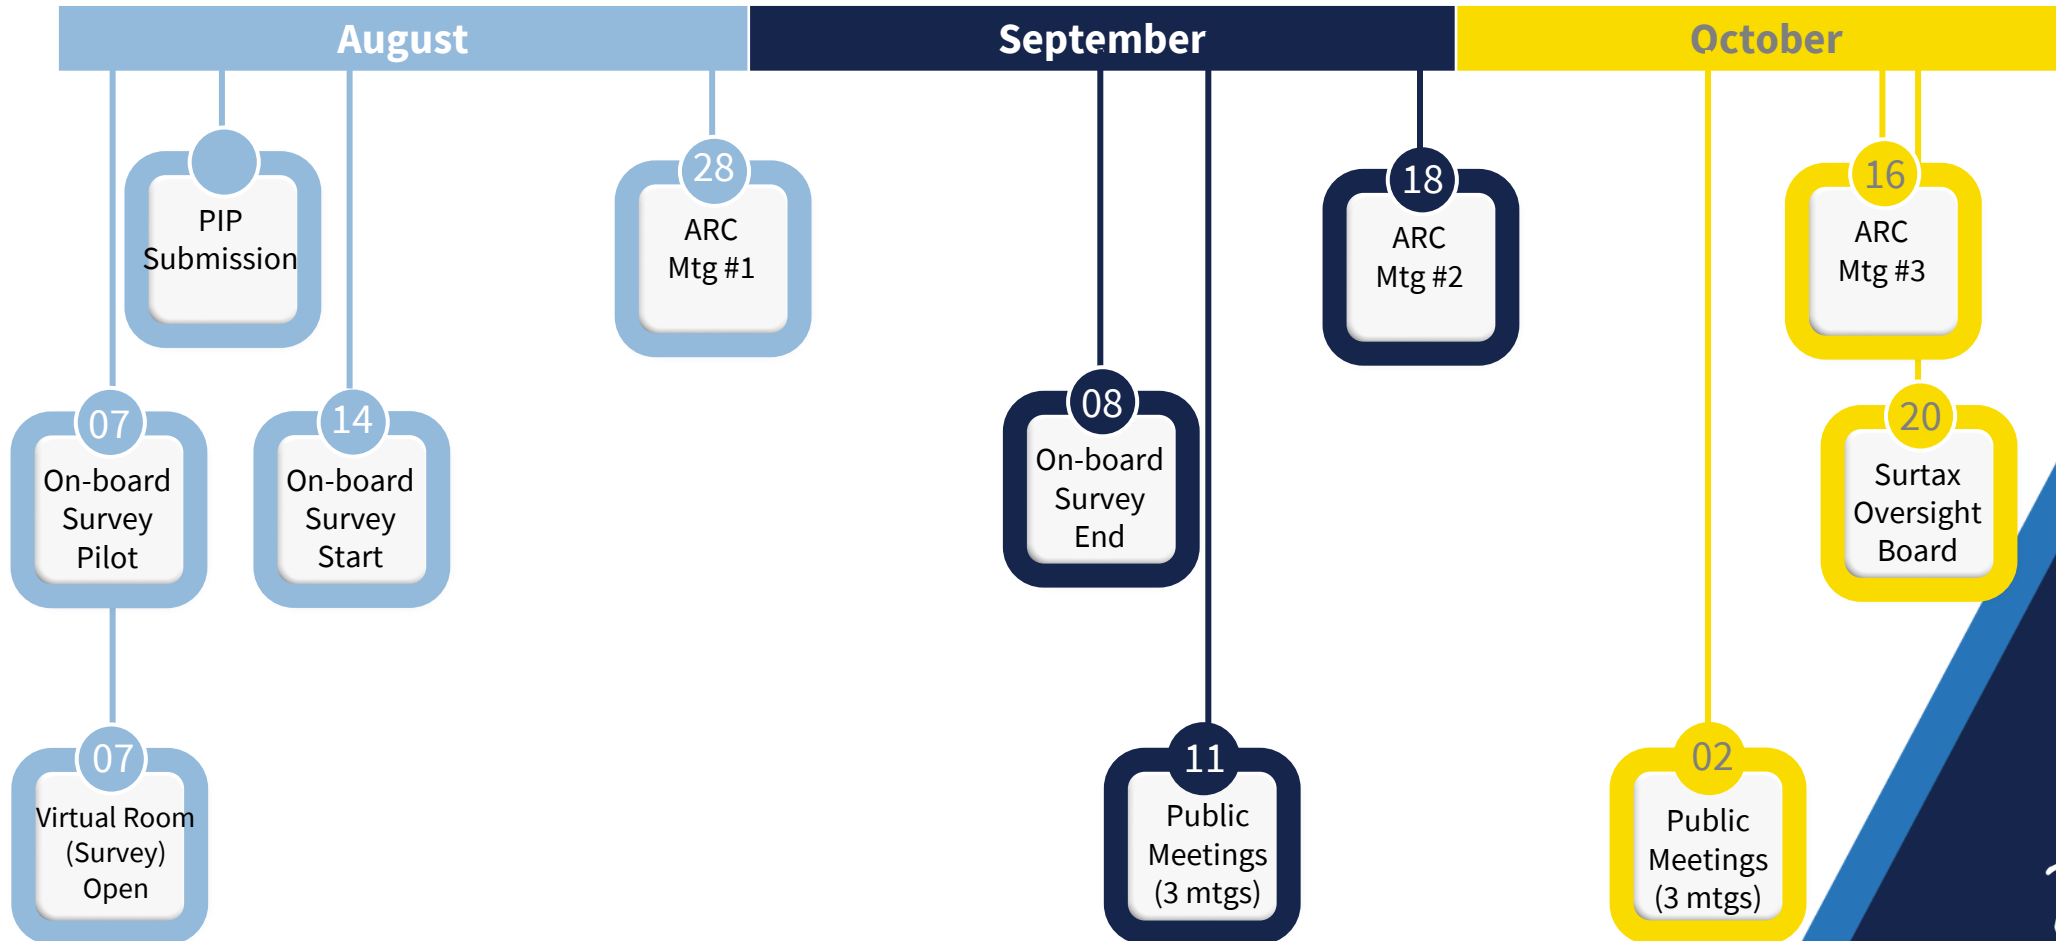 August
September
October
PIP
Submission
28
ARC
Mtg #1
18
ARC
Mtg #2
16
ARC
Mtg #3
07
On-board
Survey
Pilot
14
On-board
Survey
Start
08
On-board
Survey
End
20
Surtax
Oversight
Board
07
Virtual Room
(Survey)
Open
11
Public
Meetings
(3 mtgs)
02
Public
Meetings
(3 mtgs)